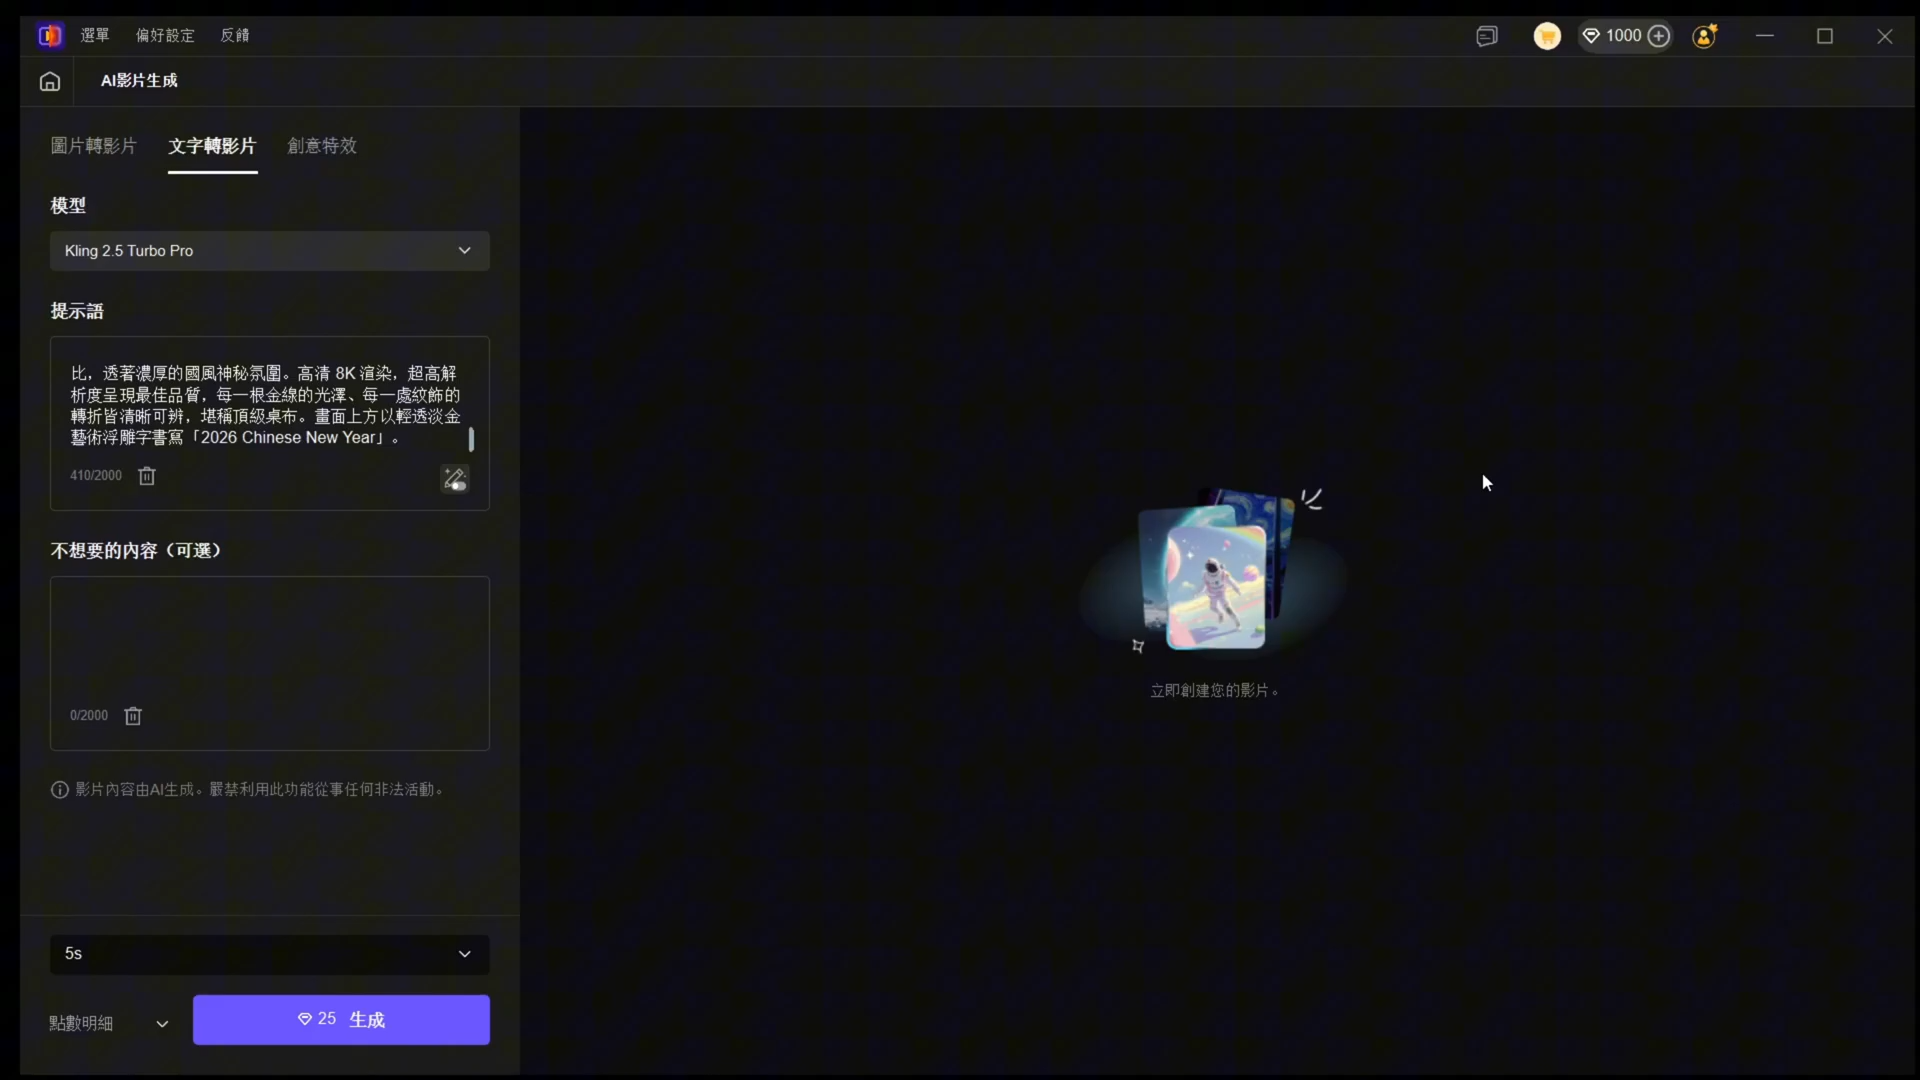 選單 偏好設定 反饋 1000
AI影片生成
圖片轉影片 文字轉影片 創意特效
模型
Kling 2.5 Turbo Pro
提示語
比，透著濃厚的國風神秘氛圍。高清 8K 渲染，超高解
析度呈現最佳品質，每一根金線的光澤、每一處紋飾的
轉折皆清晰可辨，堪稱頂級桌布。畫面上方以輕透淡金
藝術浮雕字書寫「2026 Chinese New Year」。
410/2000
不想要的內容（可選）
0/2000
影片內容由AI生成。嚴禁利用此功能從事任何非法活動。
立即創建您的影片。
5s
點數明細 25 生成